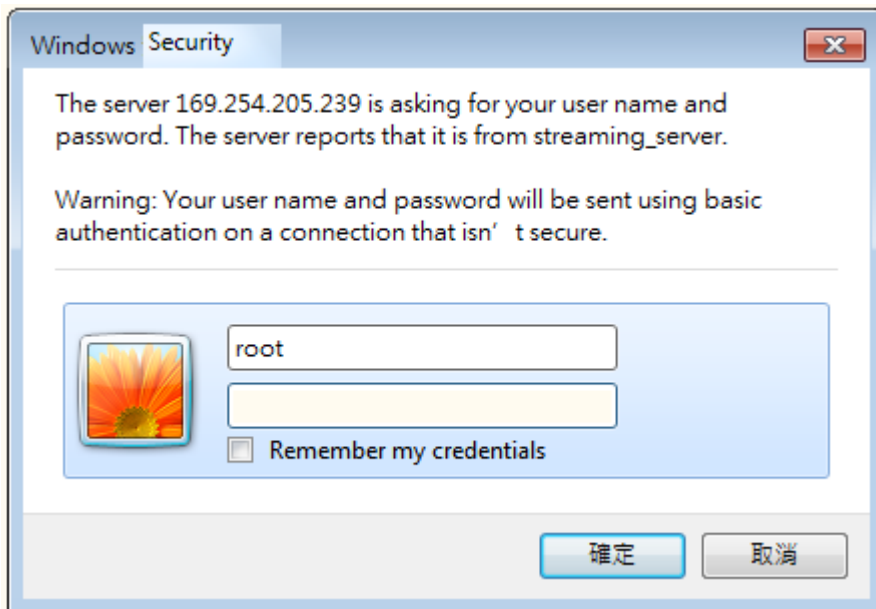 Windows Security
The server 169.254.205.239 is asking for your user name and
password. The server reports that it is from streaming_server.
Warning: Your user name and password will be sent using basic
authentication on a connection that isn’ t secure.
root
Remember my credentials
確定
取消